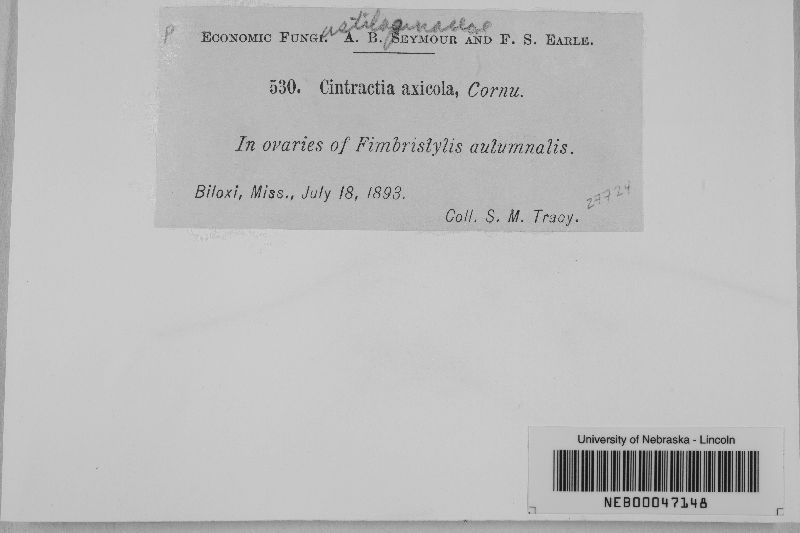 P
ustilaginaceae
Economic Fungi. A. B. Seymour and F. S. Earle.
530. Cintractia axicola, Cornu.
In ovaries of Fimbristylis autumnalis.
Biloxi, Miss., July 18, 1893.
27724
Coll. S. M. Tracy.
University of Nebraska - Lincoln
NEB00047148